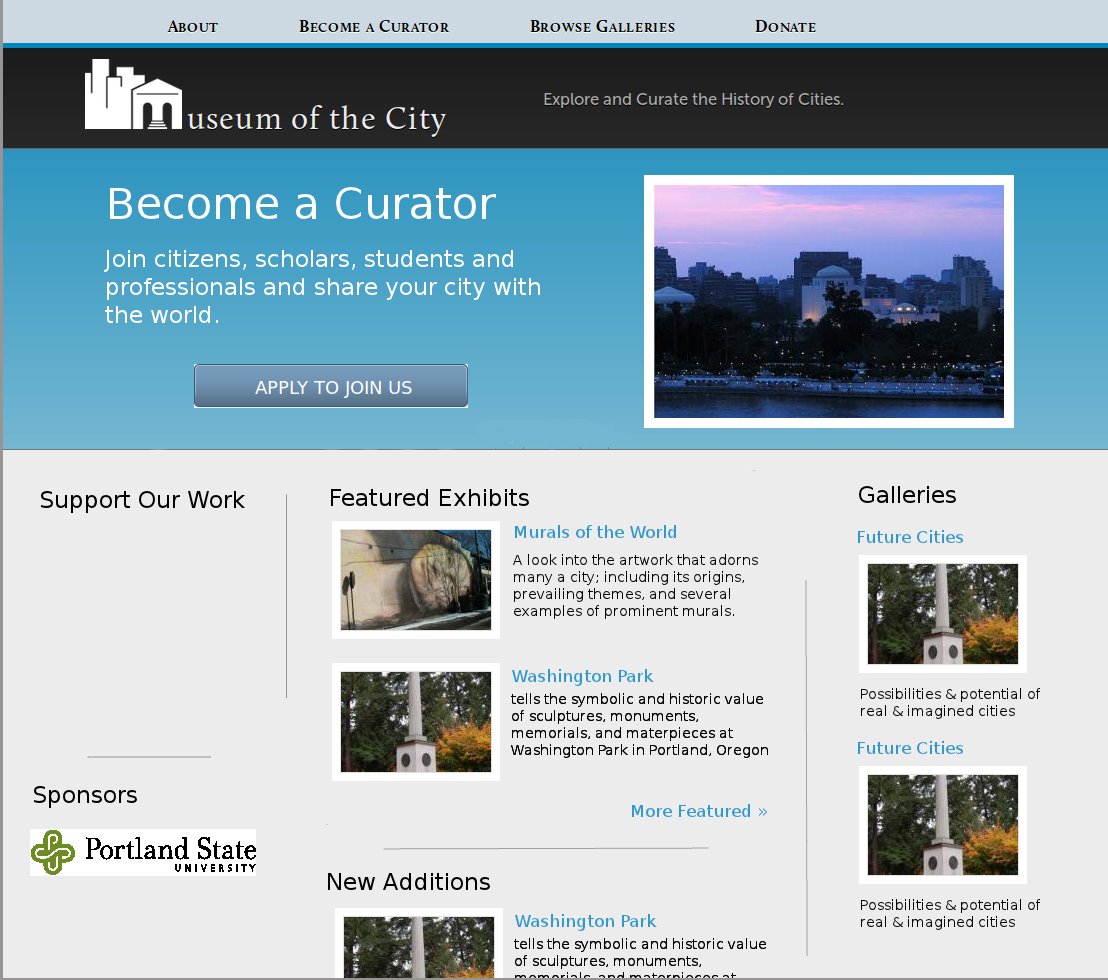 About Become a Curator Browse Galleries Donate
useum of the City
Explore and Curate the History of Cities.
Become a Curator
Join citizens, scholars, students and
professionals and share your city with
the world.
APPLY TO JOIN US
Support Our Work
Sponsors
Portland State
UNIVERSITY
Featured Exhibits
Murals of the World
A look into the artwork that adorns
many a city; including its origins,
prevailing themes, and several
examples of prominent murals.
Washington Park
tells the symbolic and historic value
of sculptures, monuments,
memorials, and materpieces at
Washington Park in Portland, Oregon
More Featured »
New Additions
Washington Park
tells the symbolic and historic value
of sculptures, monuments,
memorials, and materpieces at
Galleries
Future Cities
Possibilities & potential of
real & imagined cities
Future Cities
Possibilities & potential of
real & imagined cities